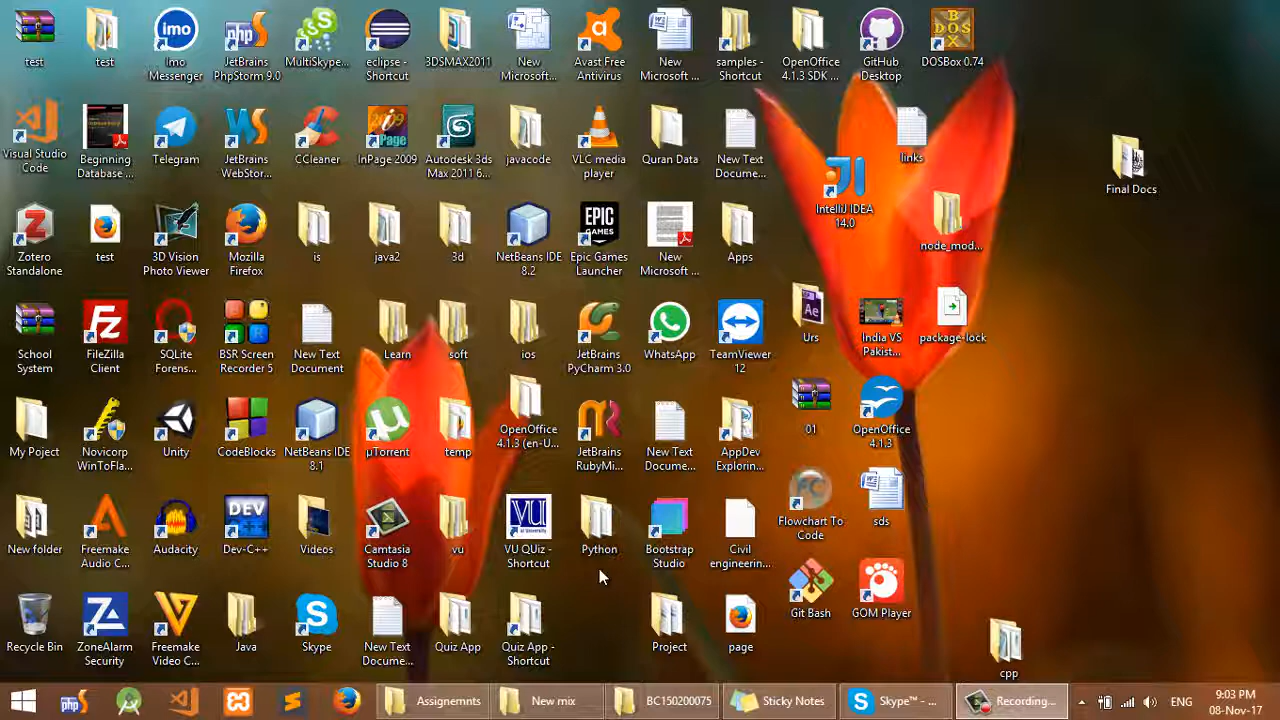 test
test
Imo
Messenger
JetBrains
PhpStorm 9.0
MultiSkype...
eclipse -
Shortcut
3DSMAX2011
New
Microsoft...
Avast Free
Antivirus
New
Microsoft ...
samples -
Shortcut
OpenOffice
4.1.3 SDK ...
GitHub
Desktop
DOSBox 0.74
Visual Studio
Code
Beginning
Database ...
Telegram
JetBrains
WebStor...
CCleaner
InPage 2009
Autodesk 3ds
Max 2011 6...
javacode
VLC media
player
Quran Data
New Text
Docume...
links
Final Docs
IntelliJ IDEA
14.0
node_mod...
Zotero
Standalone
test
3D Vision
Photo Viewer
Mozilla
Firefox
is
java2
3d
NetBeans IDE
8.2
Epic Games
Launcher
New
Microsoft ...
Apps
School
System
FileZilla
Client
SQLite
Forens...
BSR Screen
Recorder 5
New Text
Document
Learn
soft
ios
JetBrains
PyCharm 3.0
WhatsApp
TeamViewer
12
Urs
India VS
Pakist...
package-lock
My Poject
Novicorp
WinToFla...
Unity
CodeBlocks
NetBeans IDE
8.1
µTorrent
temp
OpenOffice
4.1.3 (en-U...
JetBrains
RubyMi...
New Text
Docume...
AppDev
Explorin...
01
OpenOffice
4.1.3
New folder
Freemake
Audio C...
Audacity
Dev-C++
Videos
Camtasia
Studio 8
vu
VU QUiz -
Shortcut
Python
Bootstrap
Studio
Civil
engineerin...
Flowchart To
Code
sds
Recycle Bin
ZoneAlarm
Security
Freemake
Video C...
Java
Skype
New Text
Docume...
Quiz App
Quiz App -
Shortcut
Project
page
Git Bash
GOM Player
cpp
Assignemnts
New mix
BC150200075
Sticky Notes
Skype™ - ...
Recording...
ENG
9:03 PM
08-Nov-17